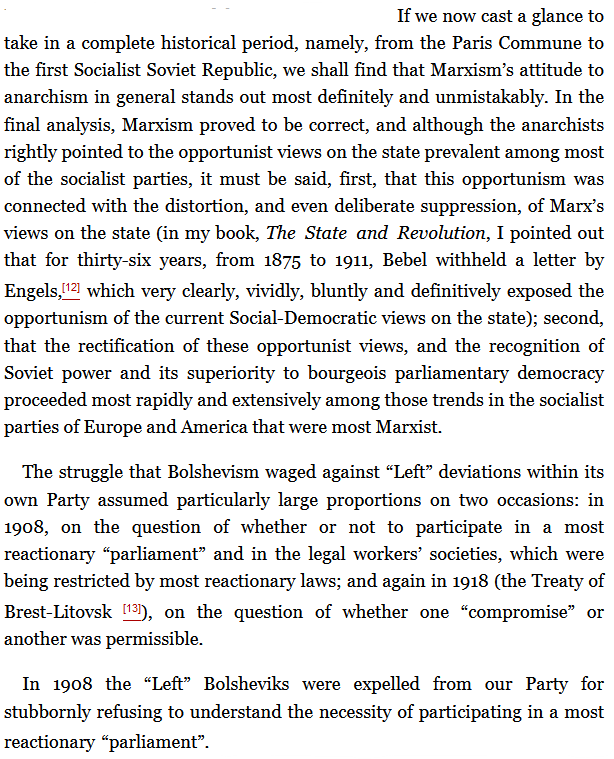 If we now cast a glance to
take in a complete historical period, namely, from the Paris Commune to
the first Socialist Soviet Republic, we shall find that Marxism’s attitude to
anarchism in general stands out most definitely and unmistakably. In the
final analysis, Marxism proved to be correct, and although the anarchists
rightly pointed to the opportunist views on the state prevalent among most
of the socialist parties, it must be said, first, that this opportunism was
connected with the distortion, and even deliberate suppression, of Marx’s
views on the state (in my book, The State and Revolution, I pointed out
that for thirty-six years, from 1875 to 1911, Bebel withheld a letter by
Engels,[12] which very clearly, vividly, bluntly and definitively exposed the
opportunism of the current Social-Democratic views on the state); second,
that the rectification of these opportunist views, and the recognition of
Soviet power and its superiority to bourgeois parliamentary democracy
proceeded most rapidly and extensively among those trends in the socialist
parties of Europe and America that were most Marxist.
The struggle that Bolshevism waged against “Left” deviations within its
own Party assumed particularly large proportions on two occasions: in
1908, on the question of whether or not to participate in a most
reactionary “parliament” and in the legal workers’ societies, which were
being restricted by most reactionary laws; and again in 1918 (the Treaty of
Brest-Litovsk [13]), on the question of whether one “compromise” or
another was permissible.
In 1908 the “Left” Bolsheviks were expelled from our Party for
stubbornly refusing to understand the necessity of participating in a most
reactionary “parliament”.